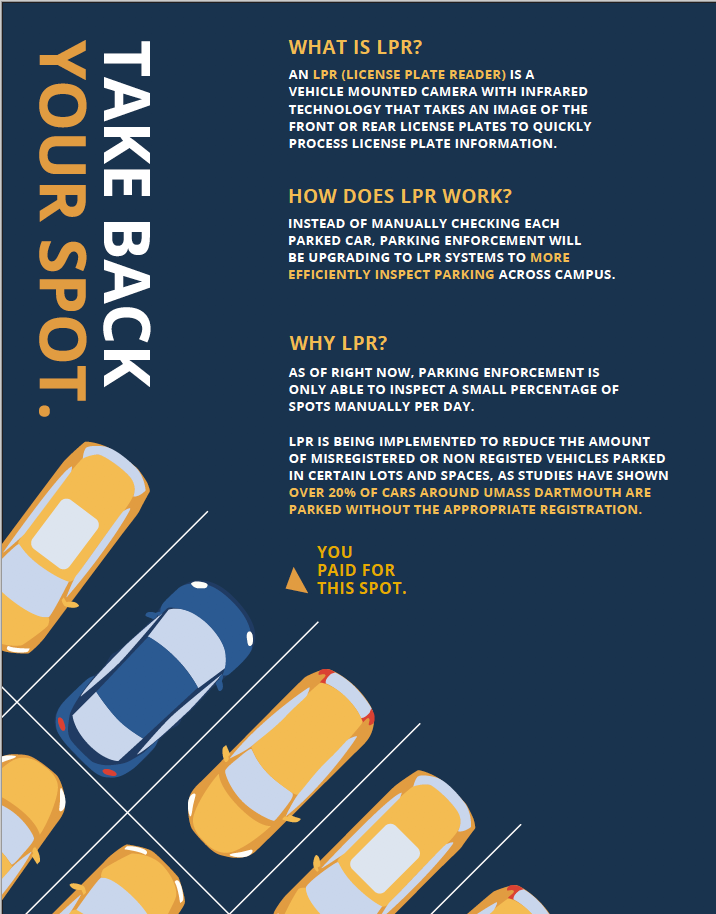 TAKE BACK
YOUR SPOT.
WHAT IS LPR?
AN LPR (LICENSE PLATE READER) IS A
VEHICLE MOUNTED CAMERA WITH INFRARED
TECHNOLOGY THAT TAKES AN IMAGE OF THE
FRONT OR REAR LICENSE PLATES TO QUICKLY
PROCESS LICENSE PLATE INFORMATION.
HOW DOES LPR WORK?
INSTEAD OF MANUALLY CHECKING EACH
PARKED CAR, PARKING ENFORCEMENT WILL
BE UPGRADING TO LPR SYSTEMS TO MORE
EFFICIENTLY INSPECT PARKING ACROSS CAMPUS.
WHY LPR?
AS OF RIGHT NOW, PARKING ENFORCEMENT IS
ONLY ABLE TO INSPECT A SMALL PERCENTAGE OF
SPOTS MANUALLY PER DAY.
LPR IS BEING IMPLEMENTED TO REDUCE THE AMOUNT
OF MISREGISTERED OR NON REGISTED VEHICLES PARKED
IN CERTAIN LOTS AND SPACES, AS STUDIES HAVE SHOWN
OVER 20% OF CARS AROUND UMASS DARTMOUTH ARE
PARKED WITHOUT THE APPROPRIATE REGISTRATION.
YOU
PAID FOR
THIS SPOT.